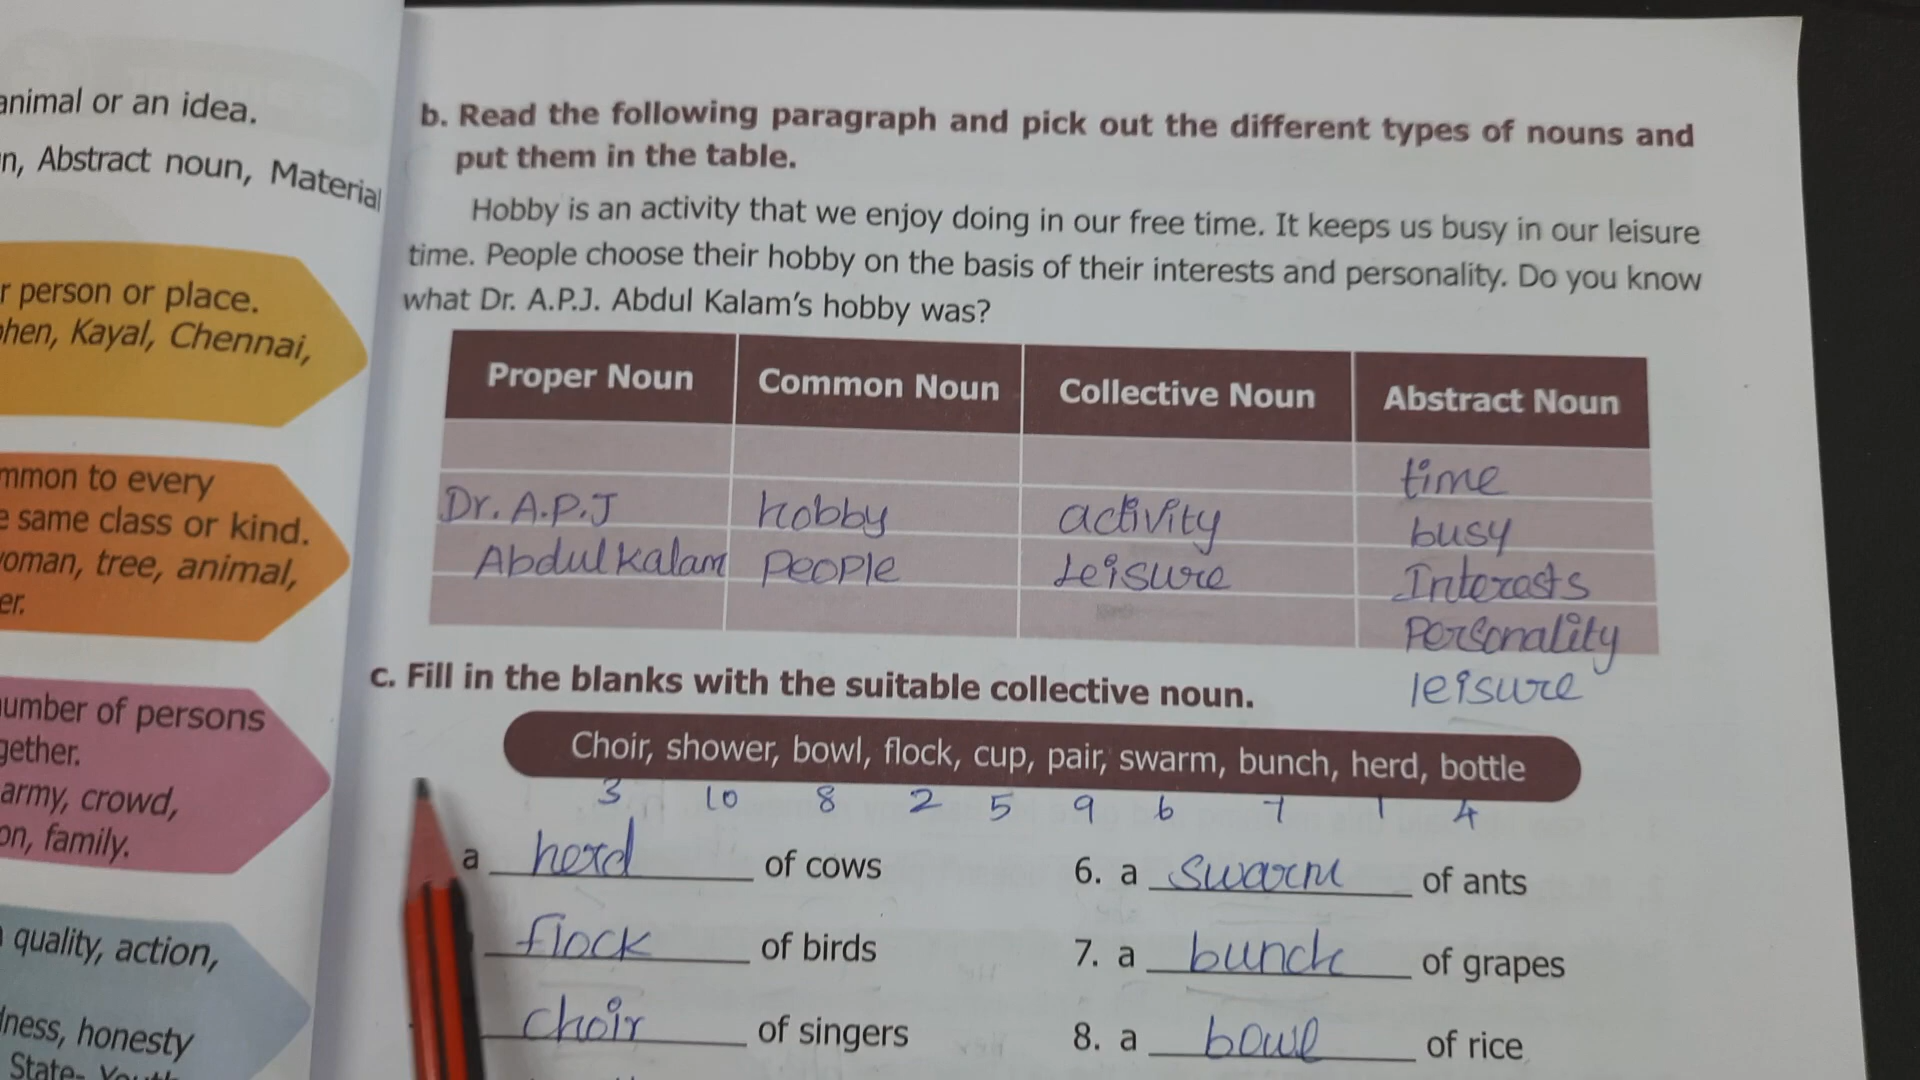 animal or an idea.
n, Abstract noun, Material
r person or place.
phen, Kayal, Chennai,
mmon to every
e same class or kind.
woman, tree, animal,
er.
number of persons
gether.
army, crowd,
on, family.
quality, action,
dness, honesty
State- Youth
b. Read the following paragraph and pick out the different types of nouns and
put them in the table.
Hobby is an activity that we enjoy doing in our free time. It keeps us busy in our leisure
time. People choose their hobby on the basis of their interests and personality. Do you know
what Dr. A.P.J. Abdul Kalam's hobby was?
Proper Noun Common Noun Collective Noun Abstract Noun
time
Dr. A.P.J hobby activity busy
Abdul kalam People Leisure Interests
Personality
leisure
c. Fill in the blanks with the suitable collective noun.
Choir, shower, bowl, flock, cup, pair, swarm, bunch, herd, bottle
3 10 8 2 5 9 6 7 1 4
a herd of cows 6. a swarm of ants
flock of birds 7. a bunch of grapes
choir of singers 8. a bowl of rice